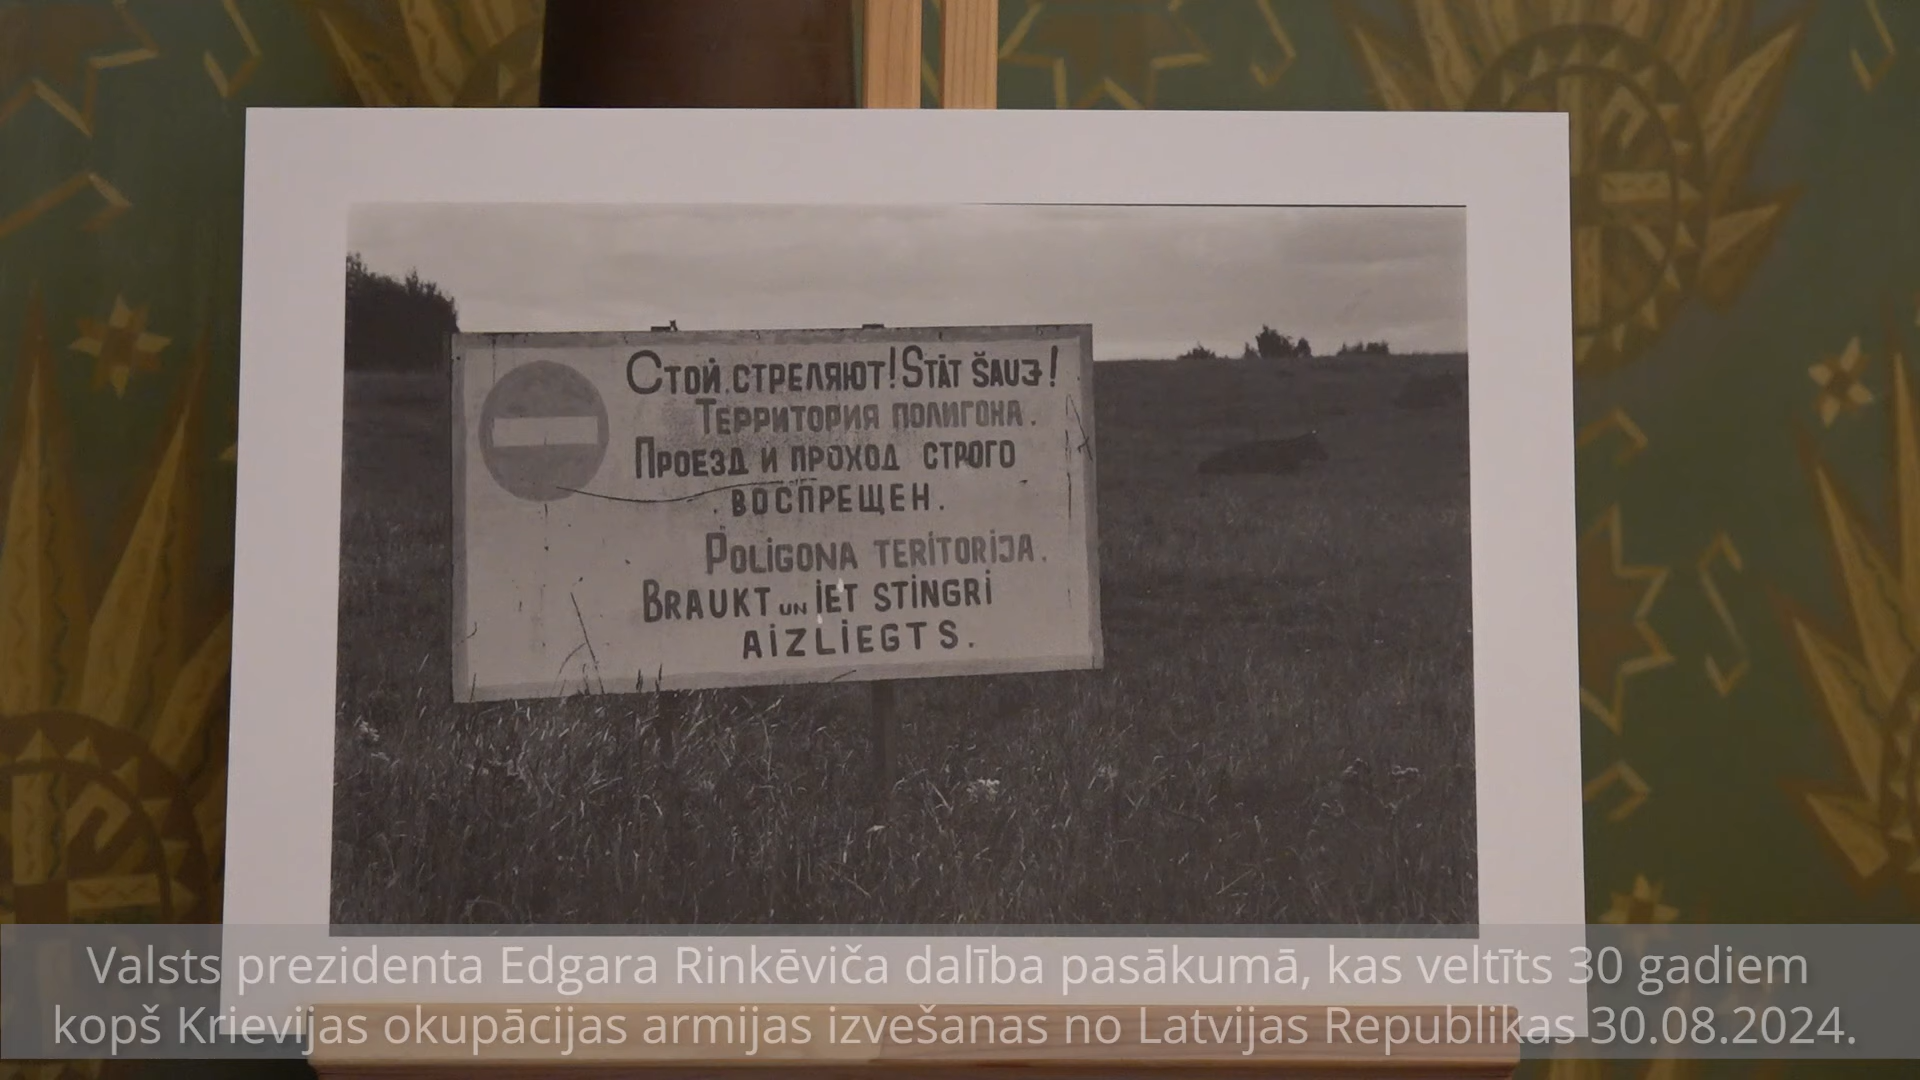 Стой, стреляют! Stāt šauj!
Территория полигона.
Проезд и проход строго
воспрещен.
Poligona teritorija.
Braukt un iet stingri
aizliegts.
Valsts prezidenta Edgara Rinkēviča dalība pasākumā, kas veltīts 30 gadiem
kopš Krievijas okupācijas armijas izvešanas no Latvijas Republikas 30.08.2024.